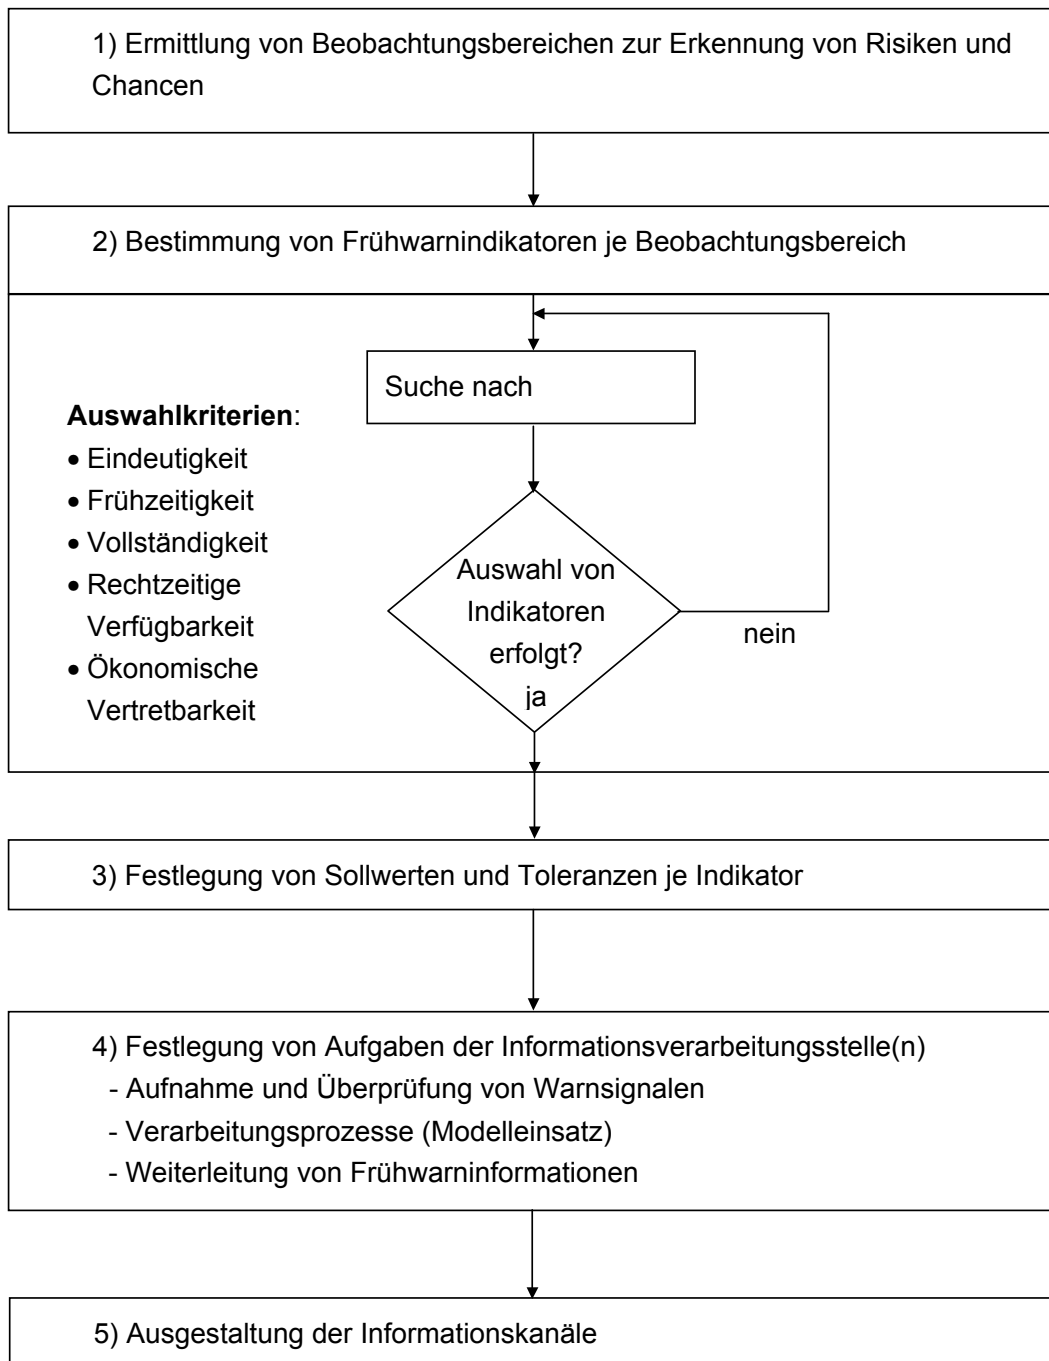 1) Ermittlung von Beobachtungsbereichen zur Erkennung von Risiken und
Chancen
2) Bestimmung von Frühwarnindikatoren je Beobachtungsbereich
Suche nach
Auswahlkriterien:
• Eindeutigkeit
• Frühzeitigkeit
• Vollständigkeit
• Rechtzeitige
Verfügbarkeit
• Ökonomische
Vertretbarkeit
Auswahl von
Indikatoren
erfolgt?
ja
nein
3) Festlegung von Sollwerten und Toleranzen je Indikator
4) Festlegung von Aufgaben der Informationsverarbeitungsstelle(n)
- Aufnahme und Überprüfung von Warnsignalen
- Verarbeitungsprozesse (Modelleinsatz)
- Weiterleitung von Frühwarninformationen
5) Ausgestaltung der Informationskanäle